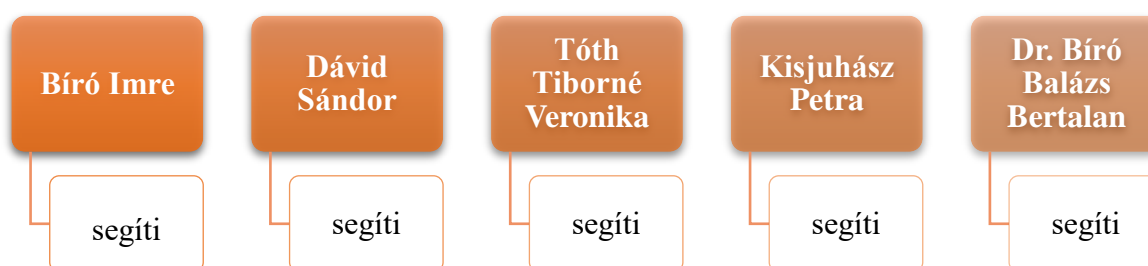 Bíró Imre
Dávid
Sándor
Tóth
Tiborné
Veronika
Kisjuhász
Petra
Dr. Bíró
Balázs
Bertalan
segíti
segíti
segíti
segíti
segíti